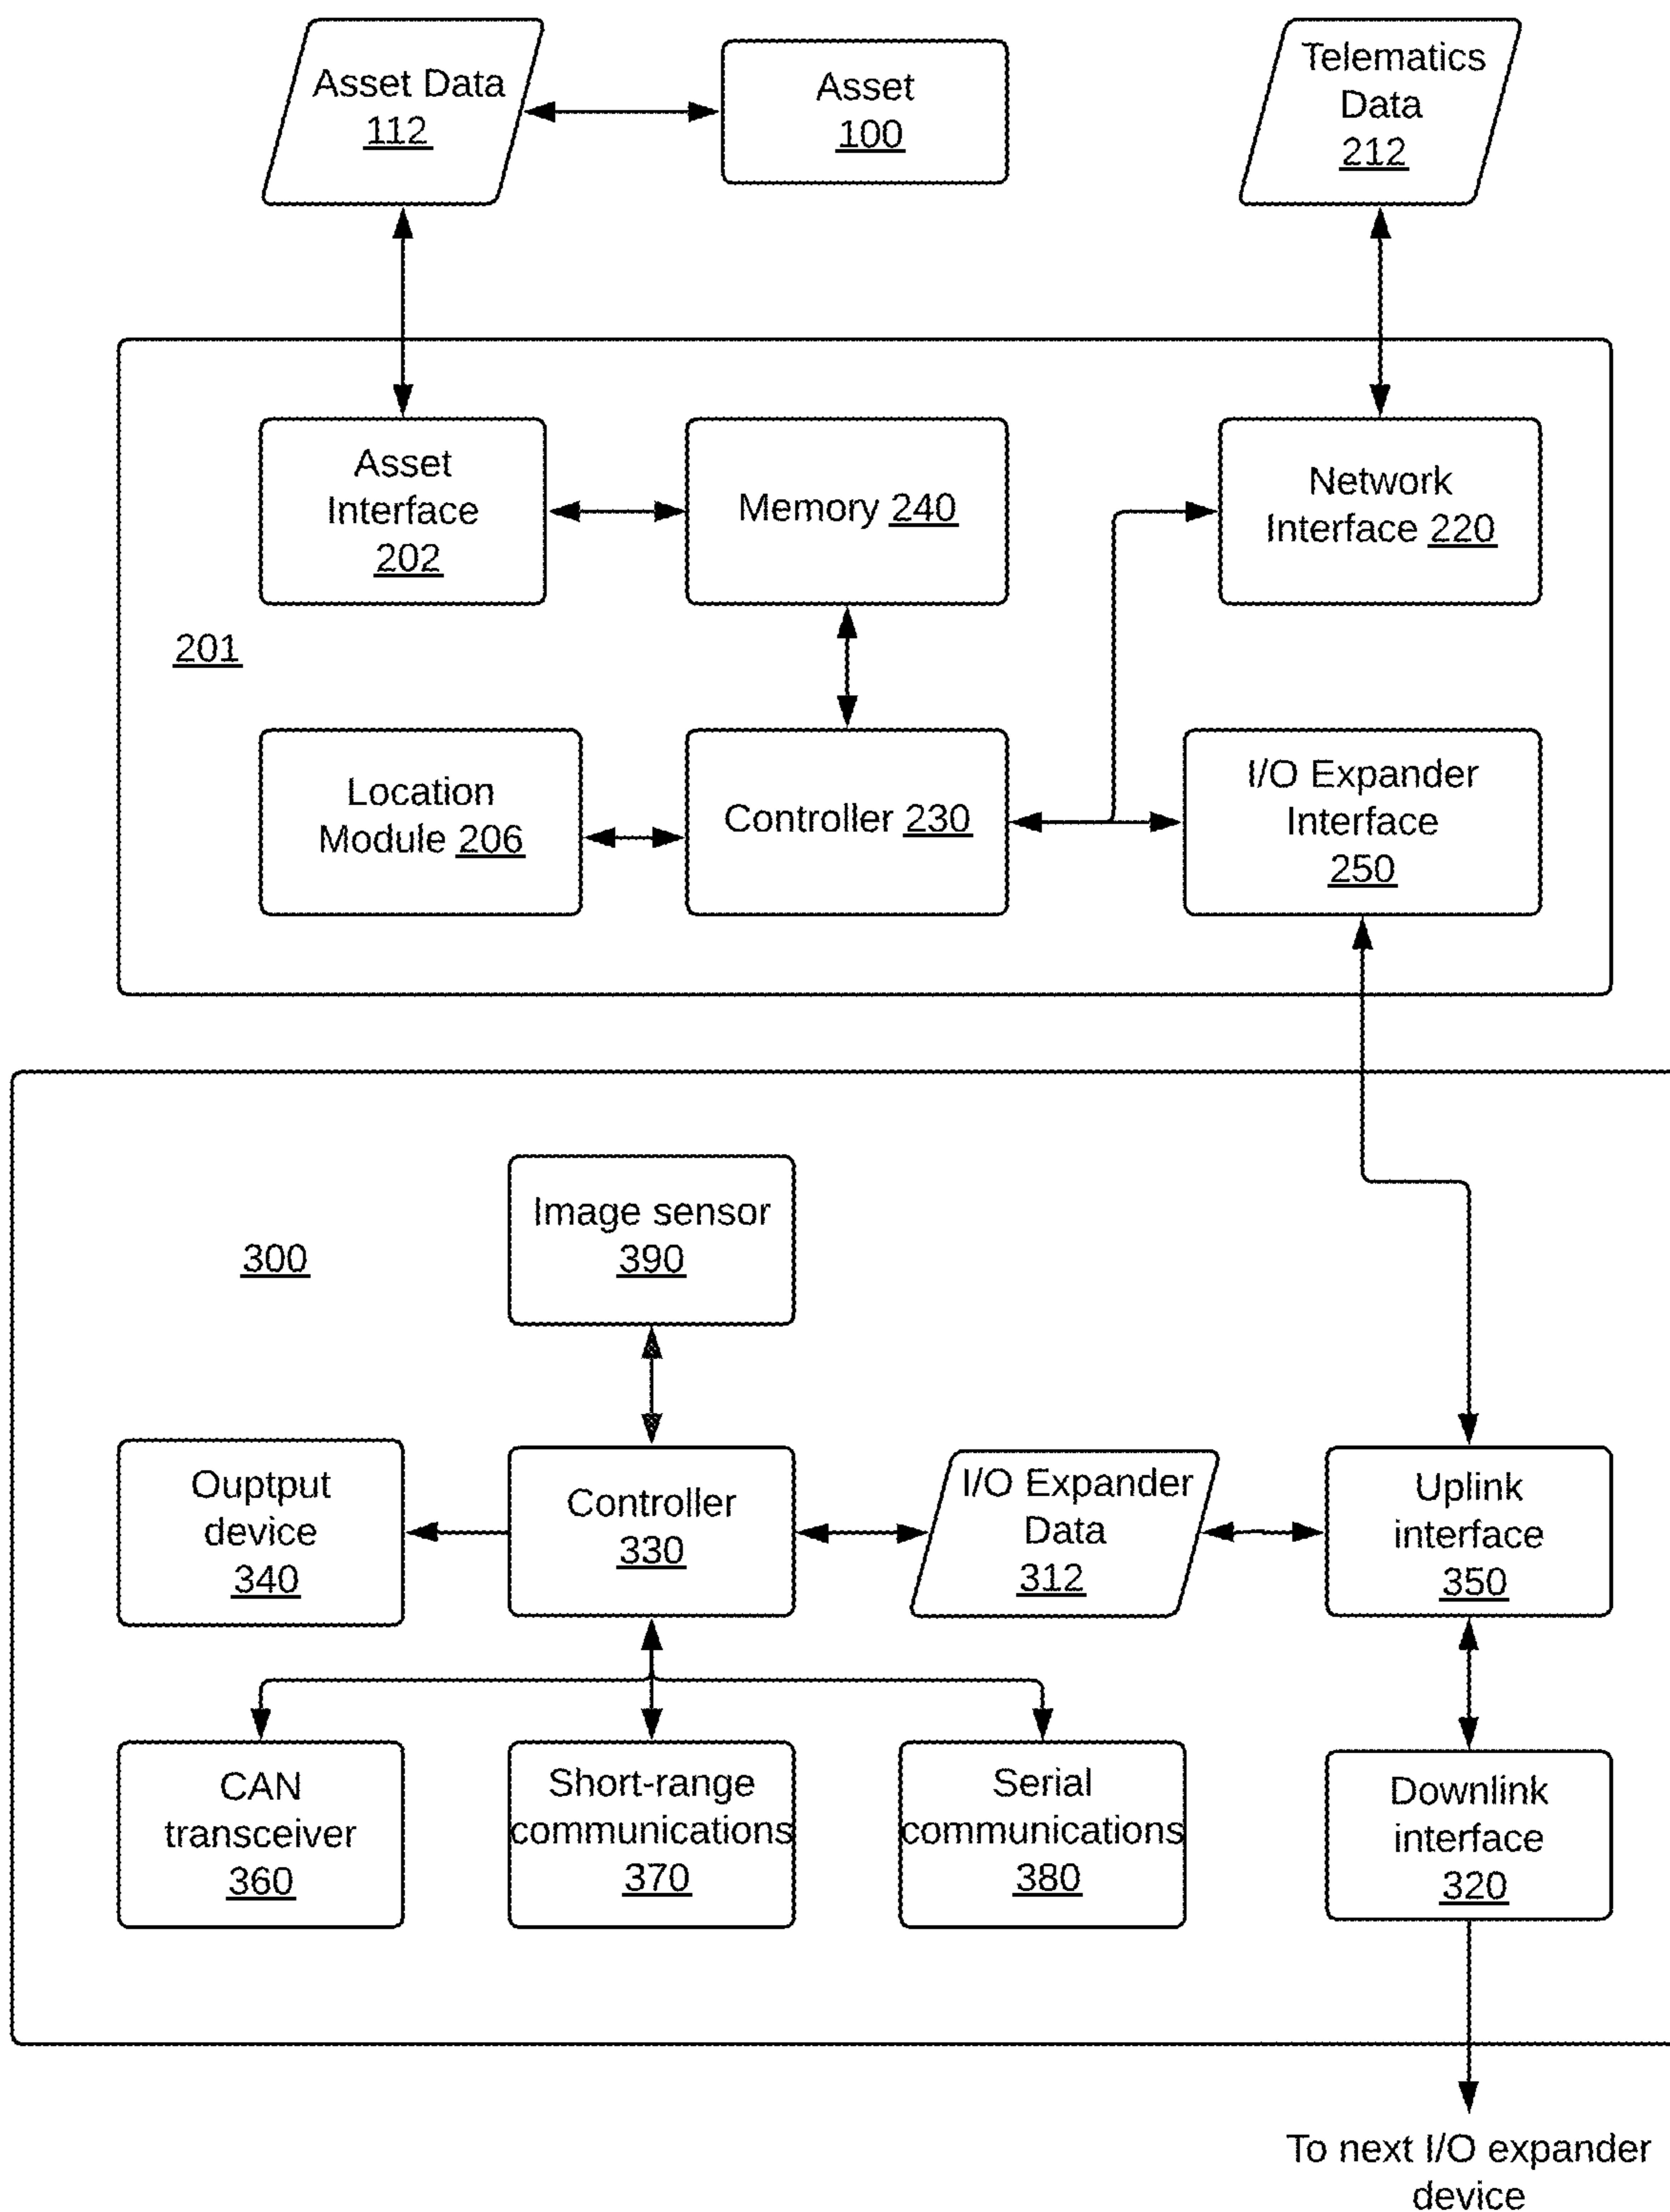 Asset Data
112
Asset
100
Telematics
Data
212
Asset
Interface
202
Memory 240
Network
Interface 220
201
Location
Module 206
Controller 230
I/O Expander
Interface
250
Image sensor
390
300
Ouptput
device
340
Controller
330
I/O Expander
Data
312
Uplink
interface
350
CAN
transceiver
360
Short-range
communications
370
Serial
communications
380
Downlink
interface
320
To next I/O expander
device